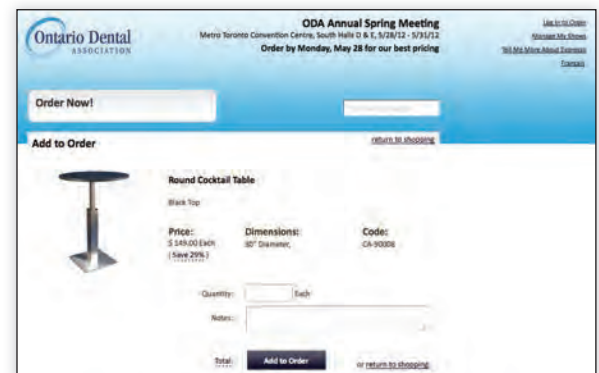 Ontario Dental
ASSOCIATION
ODA Annual Spring Meeting
Metro Toronto Convention Centre, South Halls D & E, 5/28/12 - 5/31/12
Order by Monday, May 28 for our best pricing
Log In to Order
Manage My Shows
Tell Me More About Expresso
Français
Order Now!
Add to Order
return to shopping
Round Cocktail Table
Black Top
Price:
Dimensions:
Code:
$ 149.00 Each
30" Diameter,
CA-90008
( Save 29% )
Quantity:
Each
Notes:
Total:
Add to Order
or return to shopping